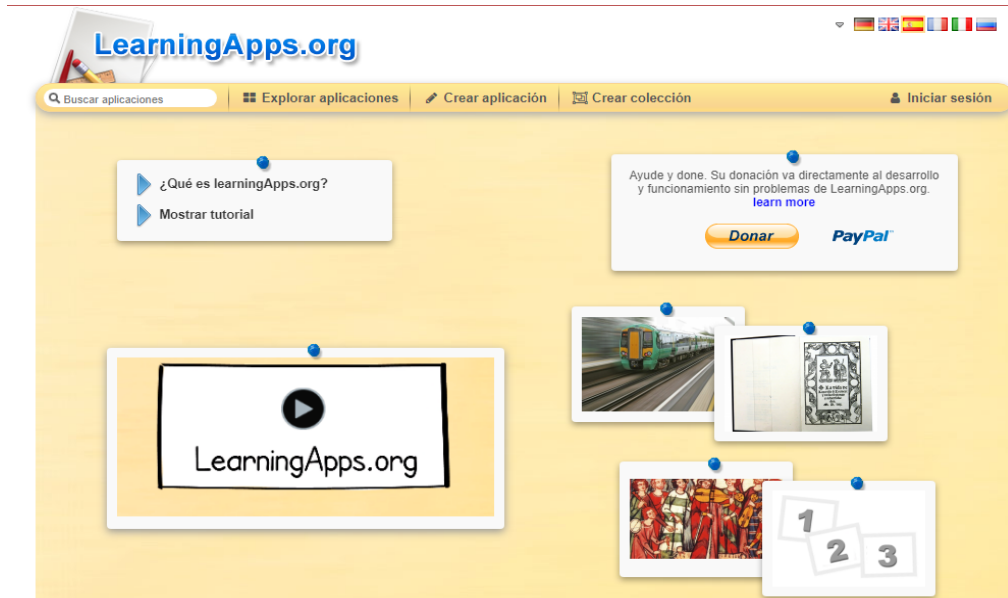 LearningApps.org
Buscar aplicaciones
Explorar aplicaciones
Crear aplicación
Crear colección
Iniciar sesión
¿Qué es learningApps.org?
Mostrar tutorial
Ayude y done. Su donación va directamente al desarrollo
y funcionamiento sin problemas de LearningApps.org.
learn more
Donar
PayPal
LearningApps.org
1
2
3